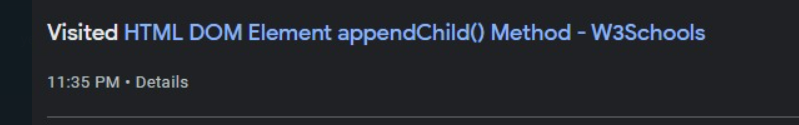 Visited HTML DOM Element appendChild() Method - W3Schools
11:35 PM • Details